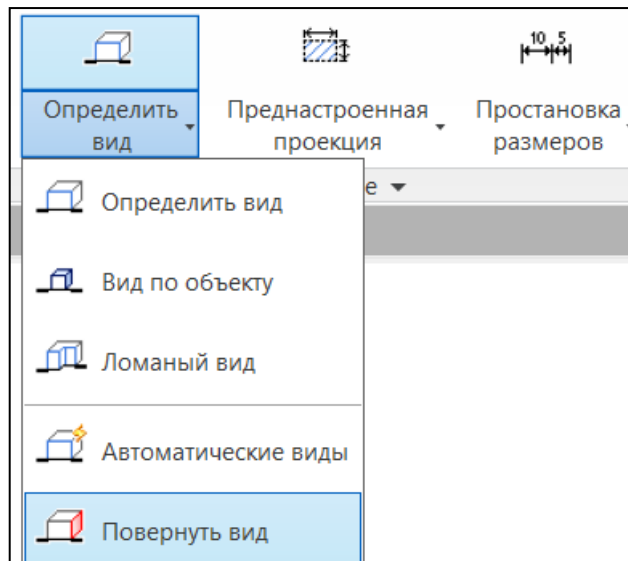 10 5
Определить вид
Преднастроенная проекция
Простановка размеров
е
Определить вид
Вид по объекту
Ломаный вид
Автоматические виды
Повернуть вид